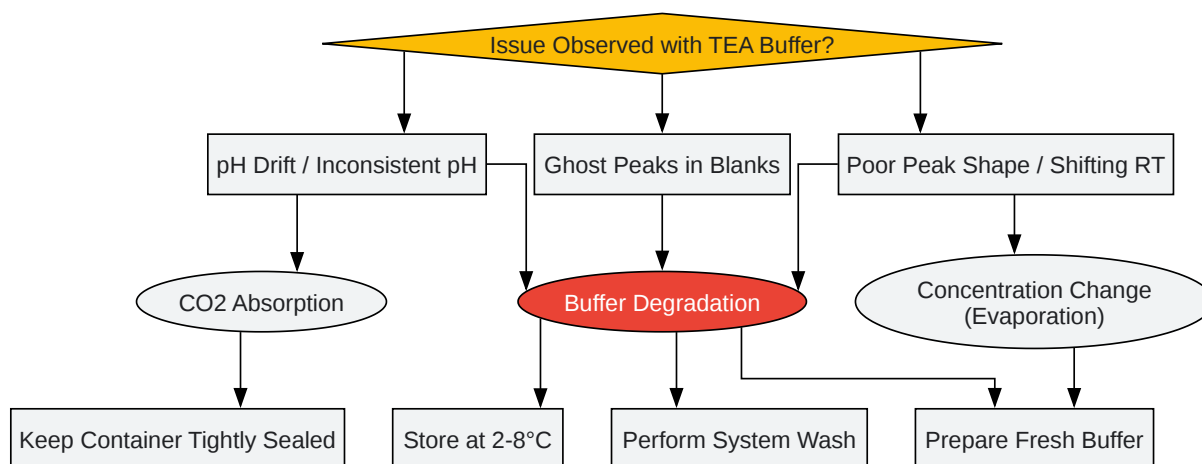 Issue Observed with TEA Buffer?
pH Drift / Inconsistent pH
Ghost Peaks in Blanks
Poor Peak Shape / Shifting RT
CO2 Absorption
Buffer Degradation
Concentration Change
(Evaporation)
Keep Container Tightly Sealed
Store at 2-8°C
Perform System Wash
Prepare Fresh Buffer